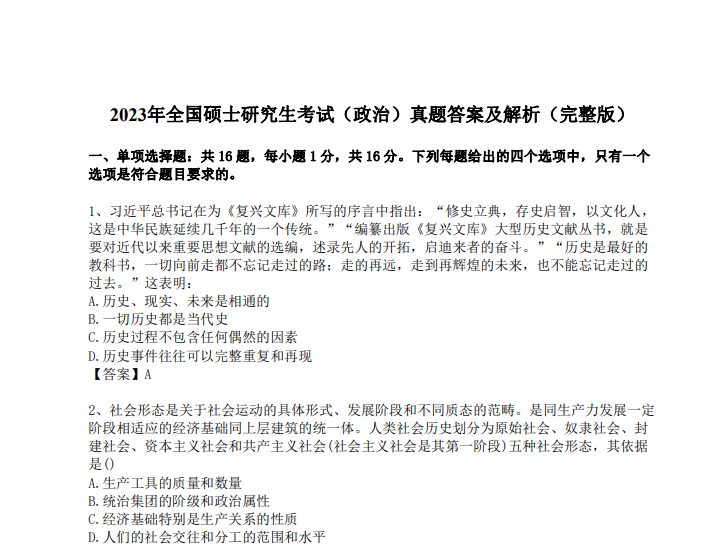 2023年全国硕士研究生考试（政治）真题答案及解析（完整版）
一、单项选择题：共 16 题，每小题 1 分，共 16 分。下列每题给出的四个选项中，只有一个
选项是符合题目要求的。
1、习近平总书记在为《复兴文库》所写的序言中指出：“修史立典，存史启智，以文化人，
这是中华民族延续几千年的一个传统。”“编纂出版《复兴文库》大型历史文献丛书，就是
要对近代以来重要思想文献的选编，述录先人的开拓，启迪来者的奋斗。”“历史是最好的
教科书，一切向前走都不忘记走过的路；走的再远，走到再辉煌的未来，也不能忘记走过的
过去。”这表明：
A.历史、现实、未来是相通的
B.一切历史都是当代史
C.历史过程不包含任何偶然的因素
D.历史事件往往可以完整重复和再现
【答案】A
2、社会形态是关于社会运动的具体形式、发展阶段和不同质态的范畴。是同生产力发展一定
阶段相适应的经济基础同上层建筑的统一体。人类社会历史划分为原始社会、奴隶社会、封
建社会、资本主义社会和共产主义社会(社会主义社会是其第一阶段)五种社会形态，其依据
是()
A.生产工具的质量和数量
B.统治集团的阶级和政治属性
C.经济基础特别是生产关系的性质
D.人们的社会交往和分工的范围和水平